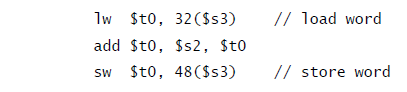 lw $t0, 32($s3) // load word
add $t0, $s2, $t0
sw $t0, 48($s3) // store word